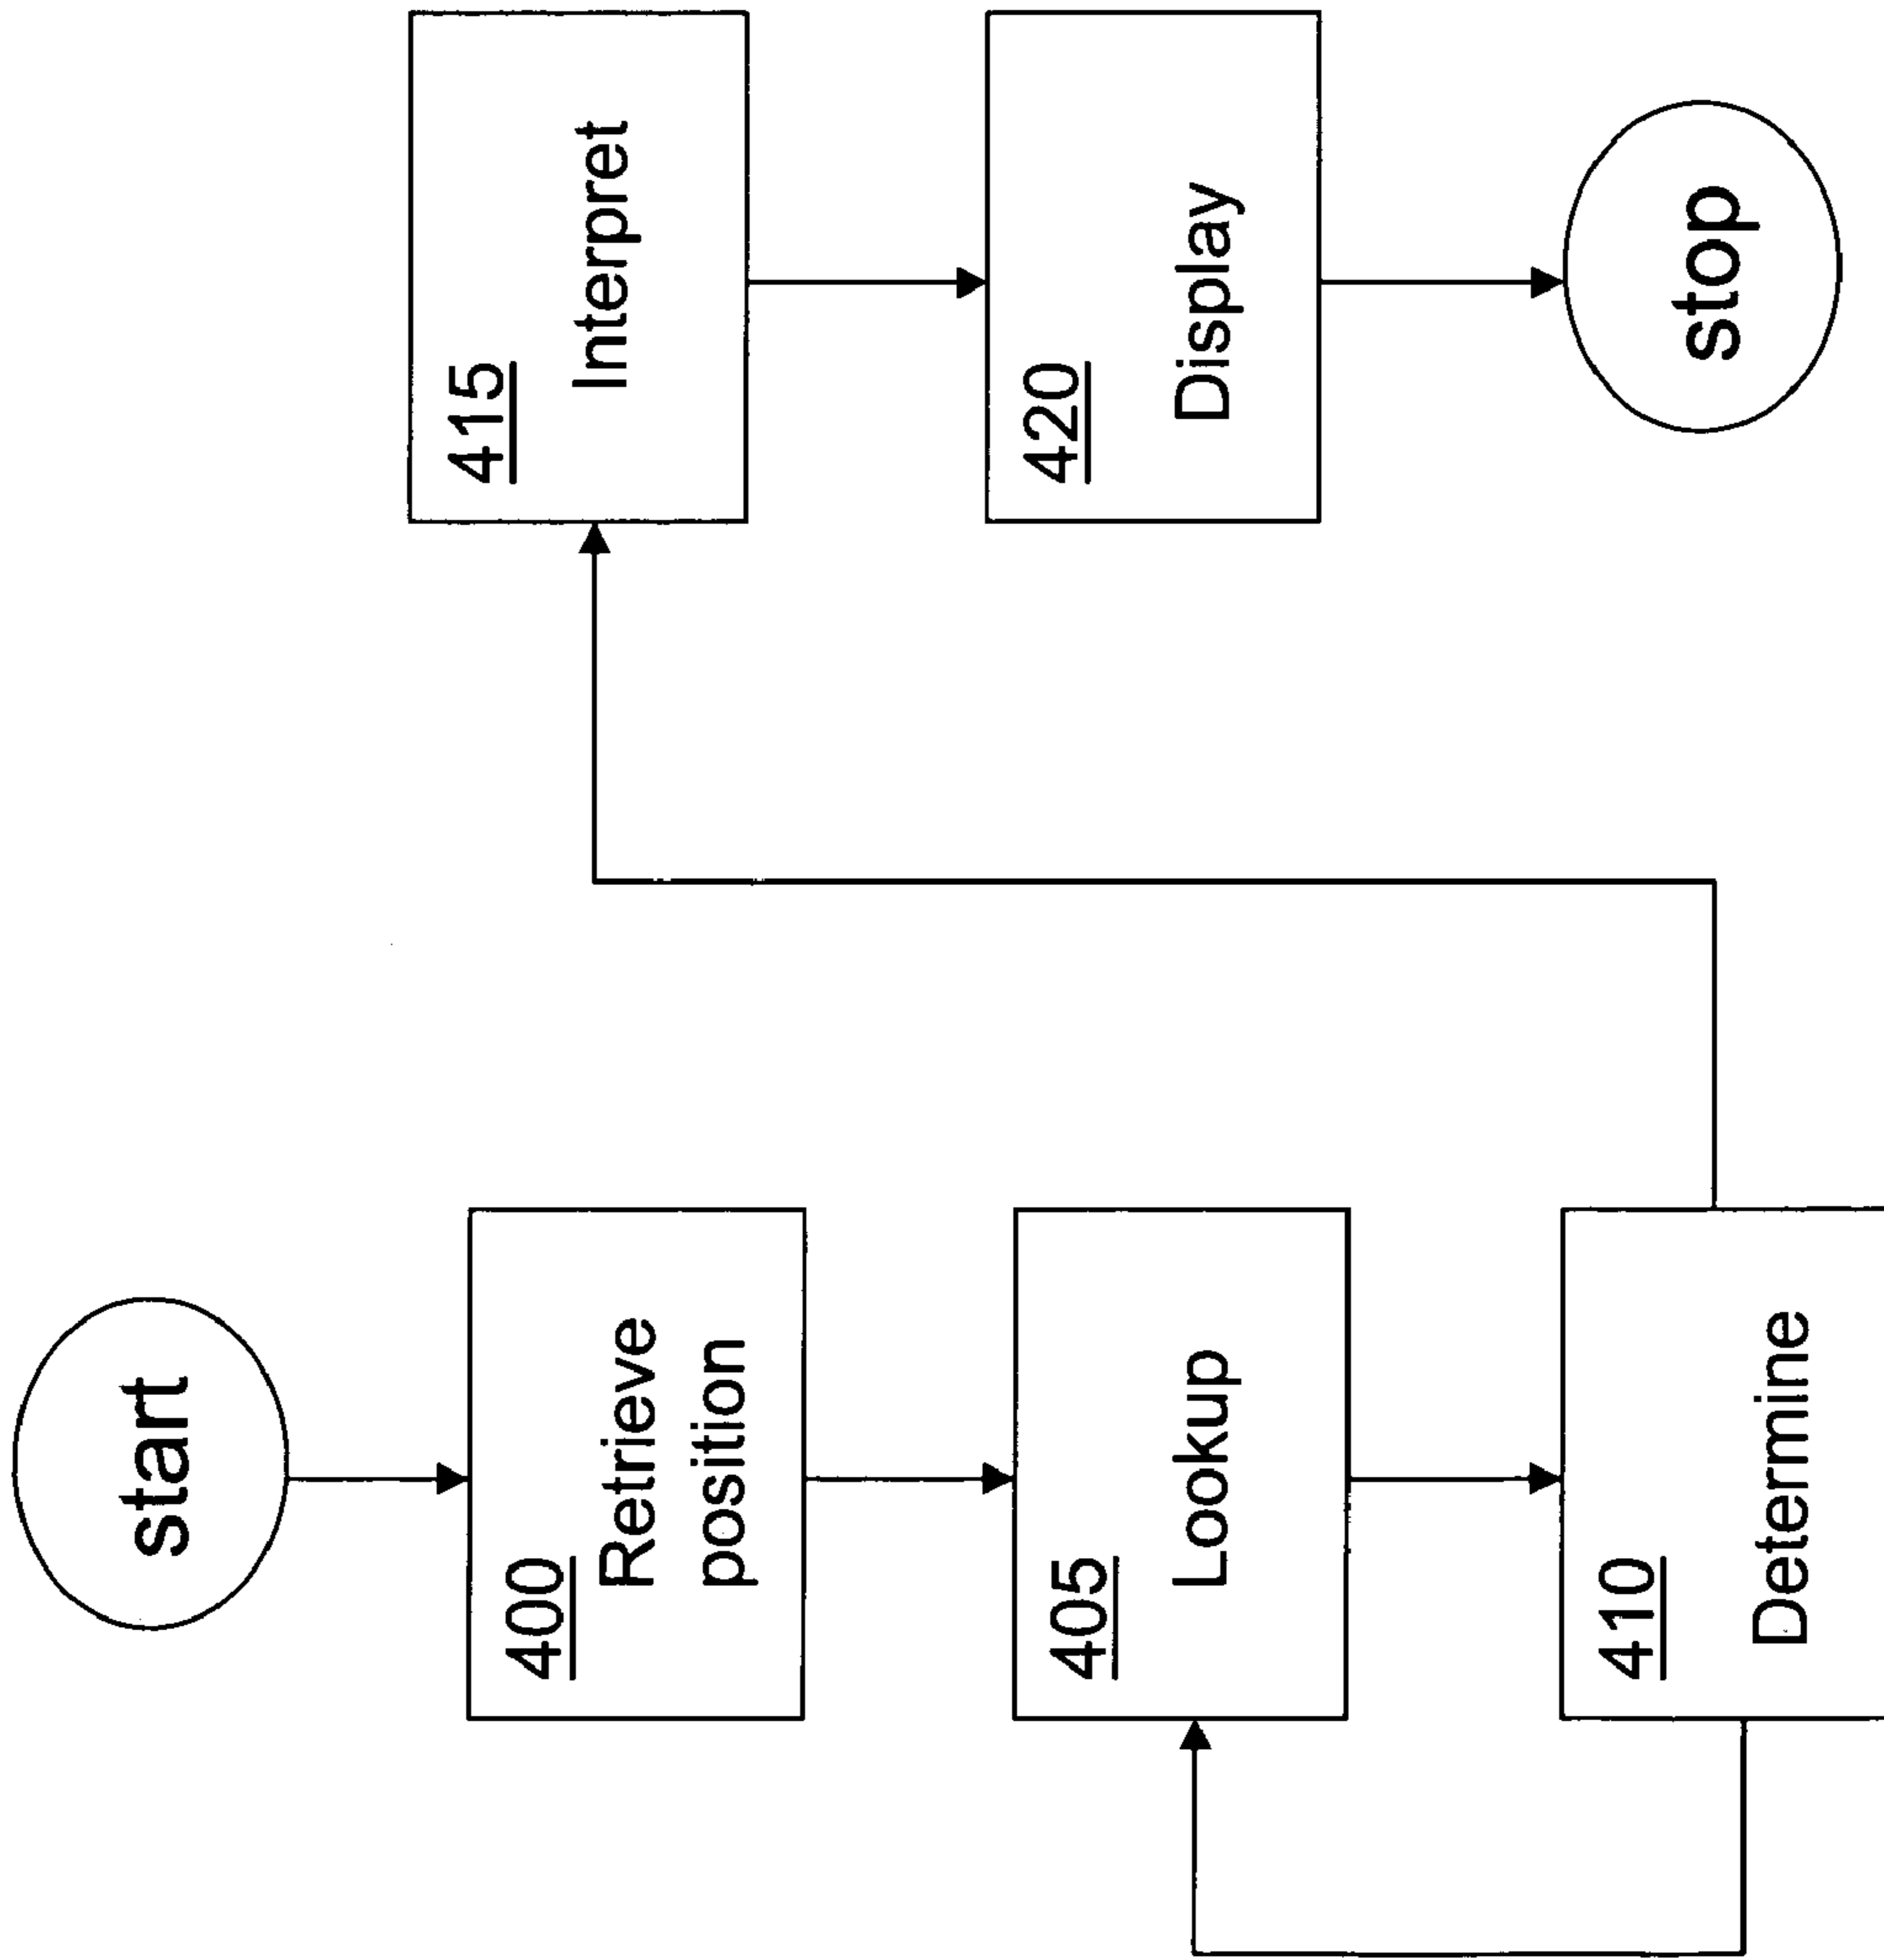 start
400
Retrieve
position
405
Lookup
410
Determine
415
Interpret
420
Display
stop